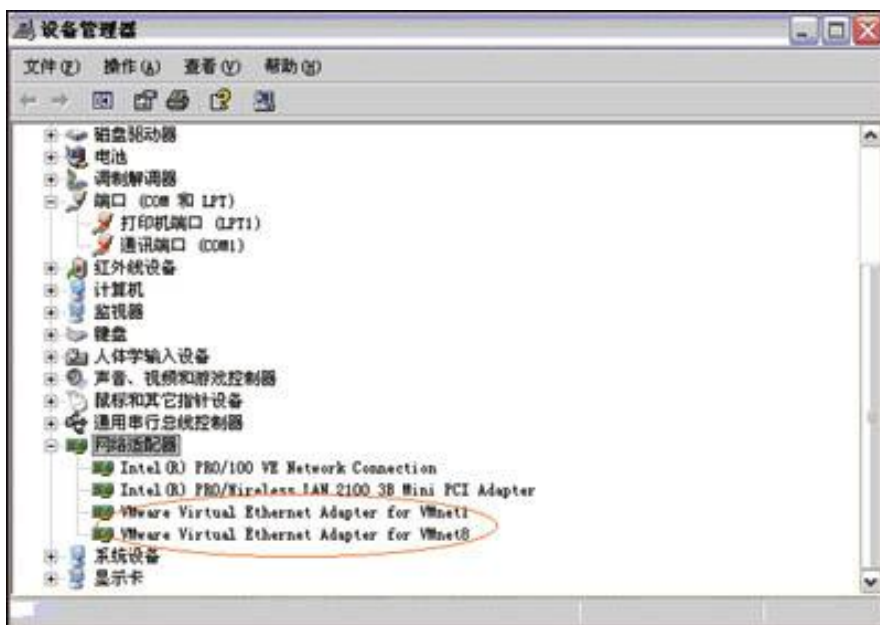 设备管理器
文件(F) 操作(A) 查看(V) 帮助(H)
磁盘驱动器
电池
调制解调器
端口 (COM 和 LPT)
打印机端口 (LPT1)
通讯端口 (COM1)
红外线设备
计算机
监视器
键盘
人体学输入设备
声音、视频和游戏控制器
鼠标和其它指针设备
通用串行总线控制器
网络适配器
Intel(R) PRO/100 VE Network Connection
Intel(R) PRO/Wireless LAN 2100 3B Mini PCI Adapter
VMware Virtual Ethernet Adapter for VMnet1
VMware Virtual Ethernet Adapter for VMnet8
系统设备
显示卡